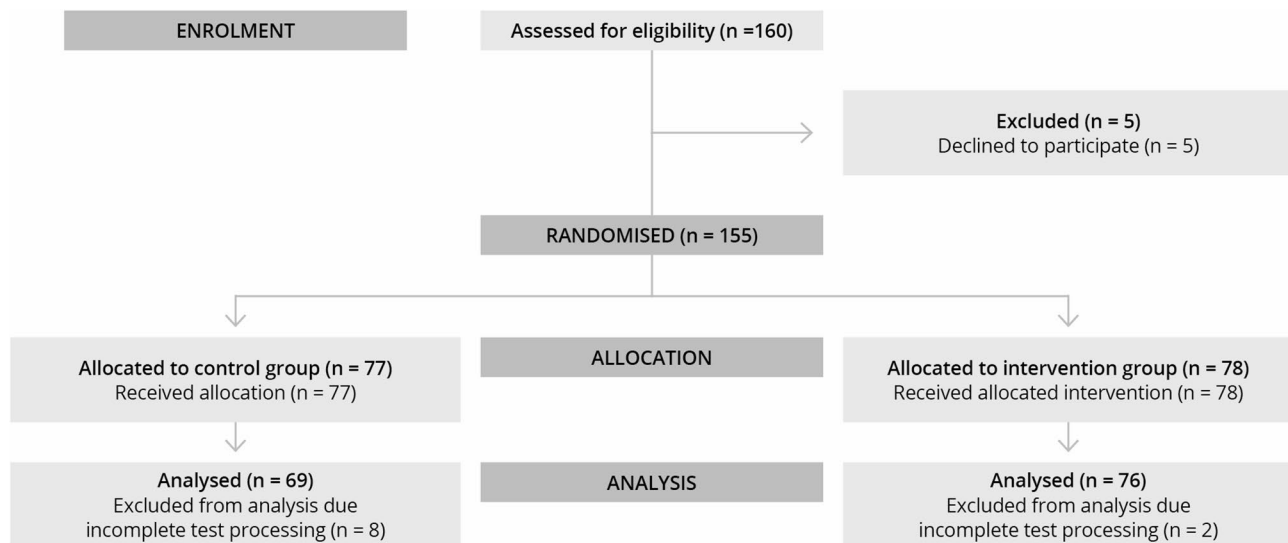 ENROLMENT
Assessed for eligibility (n =160)
Excluded (n = 5)
Declined to participate (n = 5)
RANDOMISED (n = 155)
Allocated to control group (n = 77)
Received allocation (n = 77)
ALLOCATION
Allocated to intervention group (n = 78)
Received allocated intervention (n = 78)
Analysed (n = 69)
Excluded from analysis due
incomplete test processing (n = 8)
ANALYSIS
Analysed (n = 76)
Excluded from analysis due
incomplete test processing (n = 2)